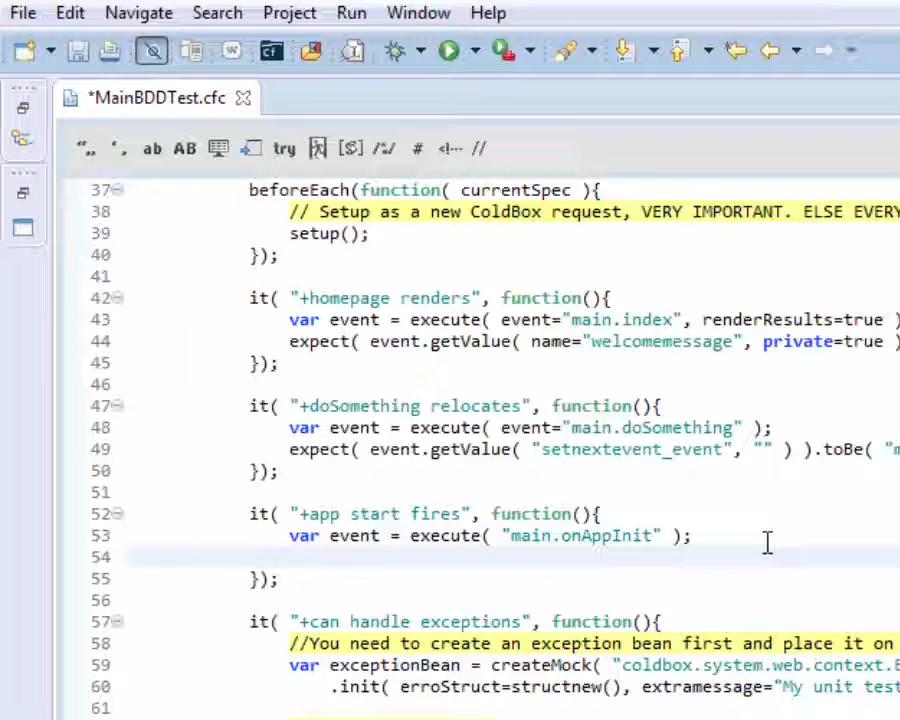 File Edit Navigate Search Project Run Window Help
*MainBDDTest.cfc
ab AB try # <!-- //
37 beforeEach(function( currentSpec ){
38 // Setup as a new ColdBox request, VERY IMPORTANT. ELSE EVERY
39 setup();
40 });
41
42 it( "+homepage renders", function(){
43 var event = execute( event="main.index", renderResults=true )
44 expect( event.getValue( name="welcomemessage", private=true )
45 });
46
47 it( "+doSomething relocates", function(){
48 var event = execute( event="main.doSomething" );
49 expect( event.getValue( "setnextevent_event", "" ) ).toBe( "m
50 });
51
52 it( "+app start fires", function(){
53 var event = execute( "main.onAppInit" );
54
55 });
56
57 it( "+can handle exceptions", function(){
58 //You need to create an exception bean first and place it on
59 var exceptionBean = createMock( "coldbox.system.web.context.E
60 .init( erroStruct=structnew(), extramessage="My unit test
61